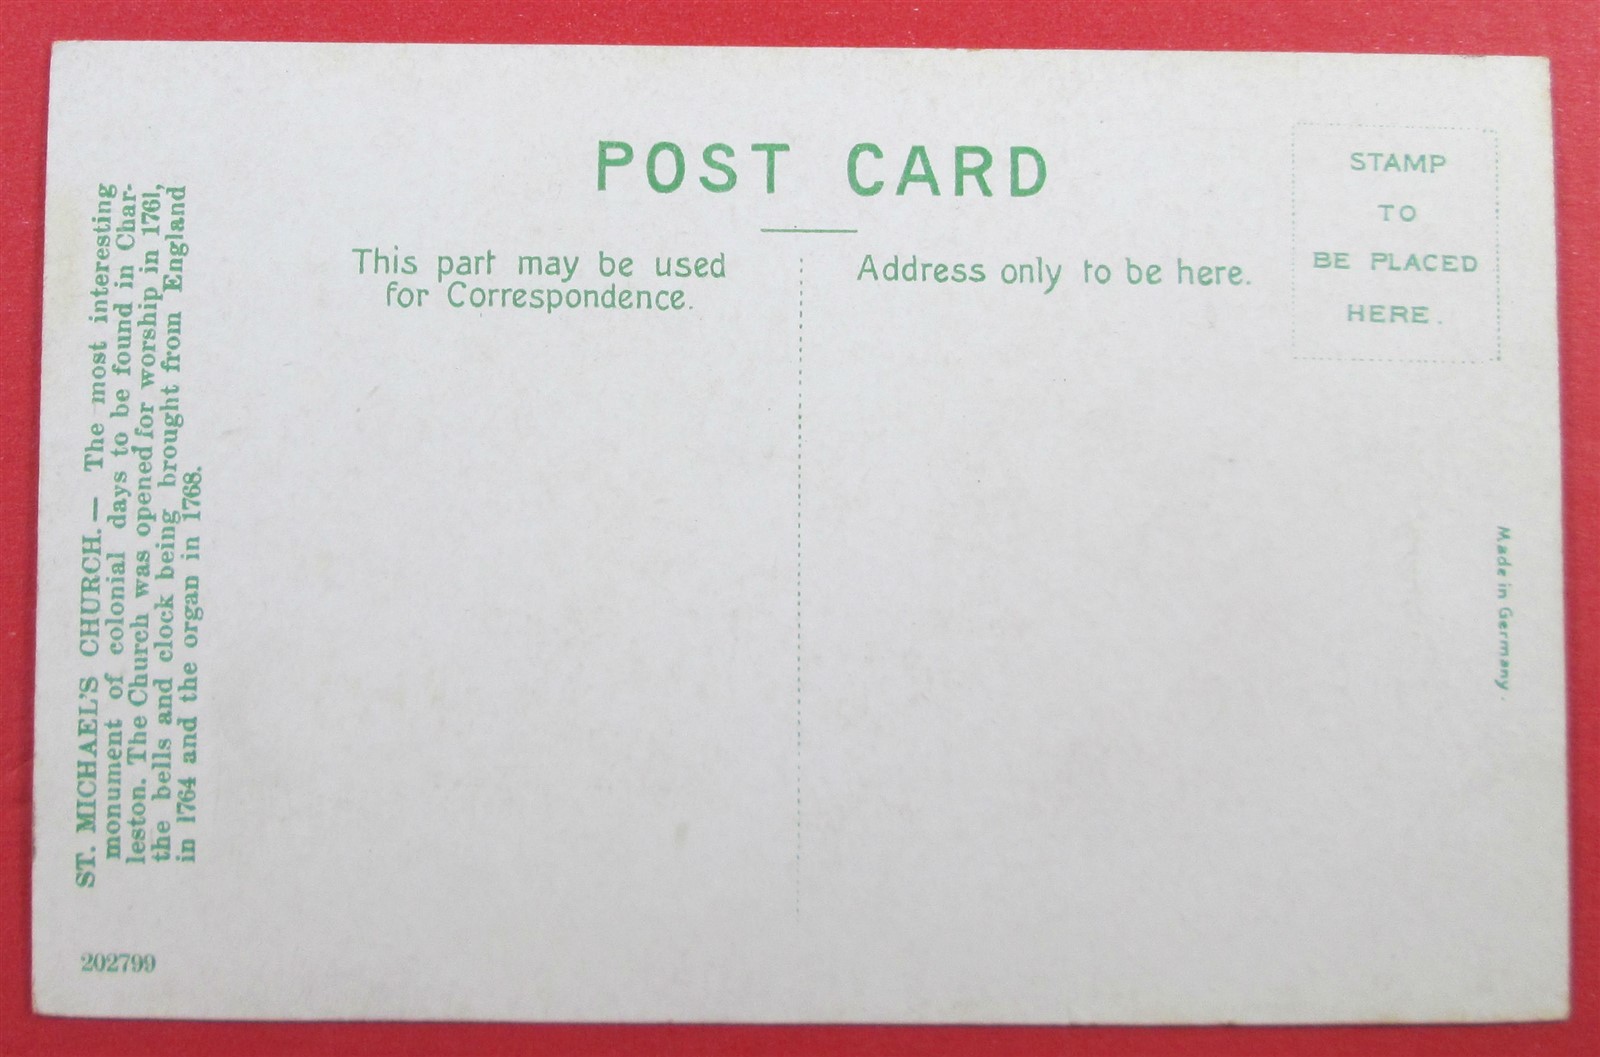 POST CARD
This part may be used
for Correspondence.
Address only to be here.
STAMP
TO
BE PLACED
HERE.
ST. MICHAEL'S CHURCH. — The most interesting
monument of colonial days to be found in Char-
leston. The Church was opened for worship in 1761,
the bells and clock being brought from England
in 1764 and the organ in 1768.
202799
Made in Germany.